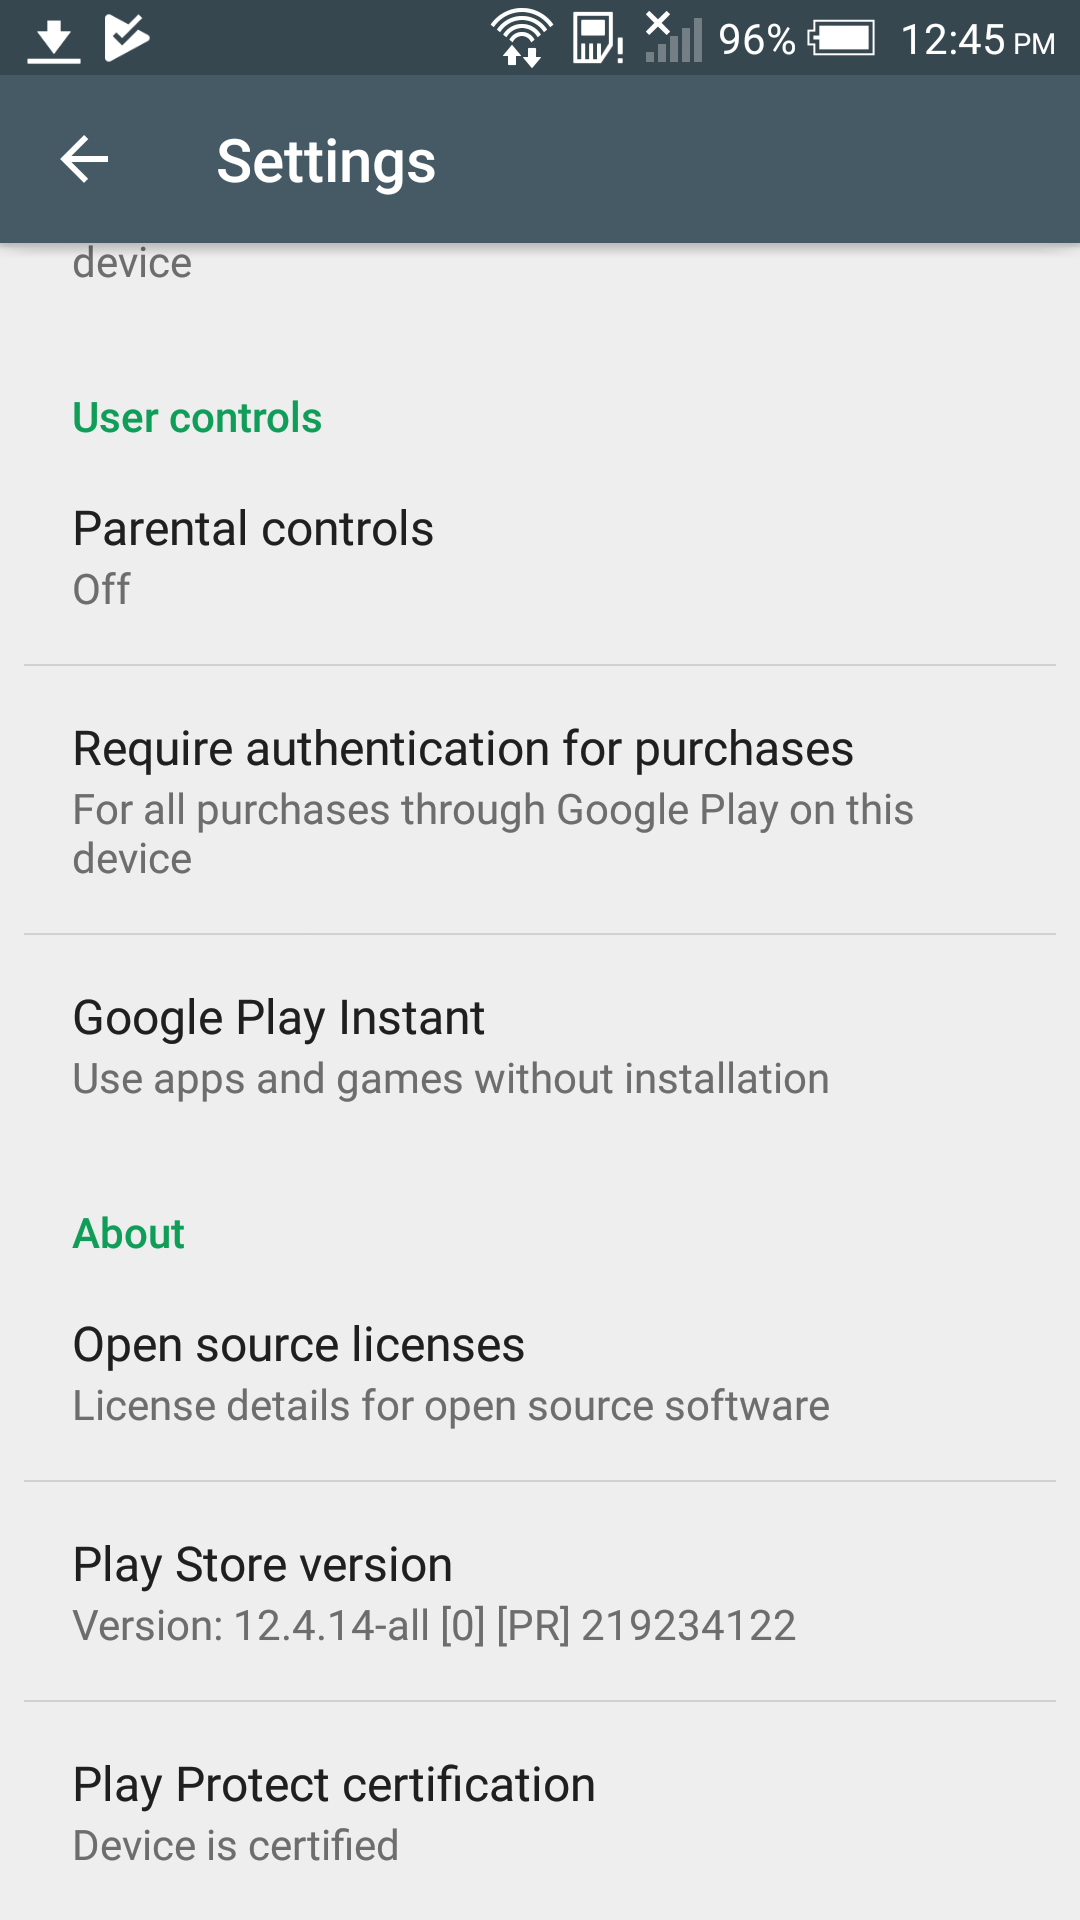 96% 12:45 PM
Settings
device
User controls
Parental controls
Off
Require authentication for purchases
For all purchases through Google Play on this
device
Google Play Instant
Use apps and games without installation
About
Open source licenses
License details for open source software
Play Store version
Version: 12.4.14-all [0] [PR] 219234122
Play Protect certification
Device is certified